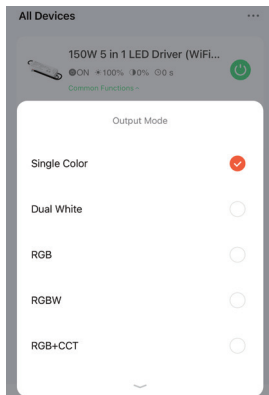 All Devices
150W 5 in 1 LED Driver (WiFi...
ON 100% 0% 0 s
Common Functions
Output Mode
Single Color
Dual White
RGB
RGBW
RGB+CCT